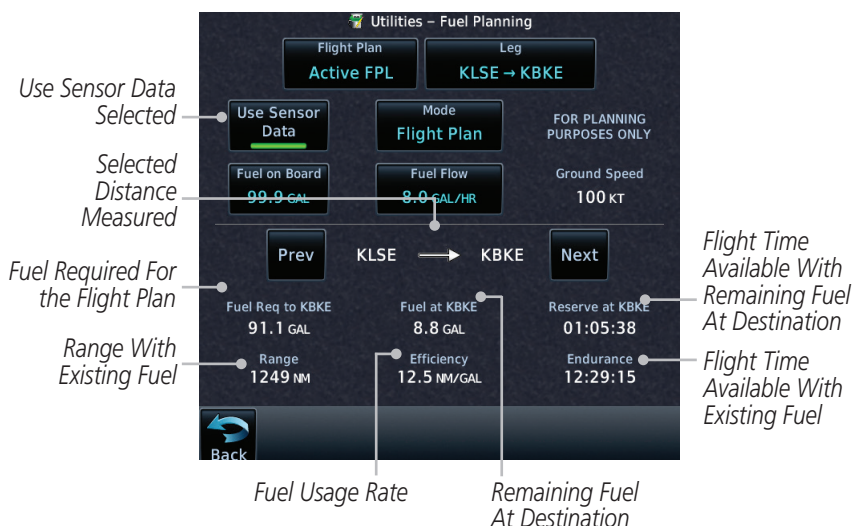 Utilities – Fuel Planning
Flight Plan
Active FPL
Leg
KLSE → KBKE
Use Sensor Data Selected
Use Sensor
Data
Mode
Flight Plan
FOR PLANNING
PURPOSES ONLY
Selected
Distance
Measured
Fuel on Board
99.9 GAL
Fuel Flow
8.0 GAL/HR
Ground Speed
100 KT
Prev
KLSE → KBKE
Next
Fuel Required For
the Flight Plan
Flight Time
Available With
Remaining Fuel
At Destination
Fuel Req to KBKE
91.1 GAL
Fuel at KBKE
8.8 GAL
Reserve at KBKE
01:05:38
Range With
Existing Fuel
Range
1249 NM
Efficiency
12.5 NM/GAL
Endurance
12:29:15
Flight Time
Available With
Existing Fuel
Back
Fuel Usage Rate
Remaining Fuel
At Destination